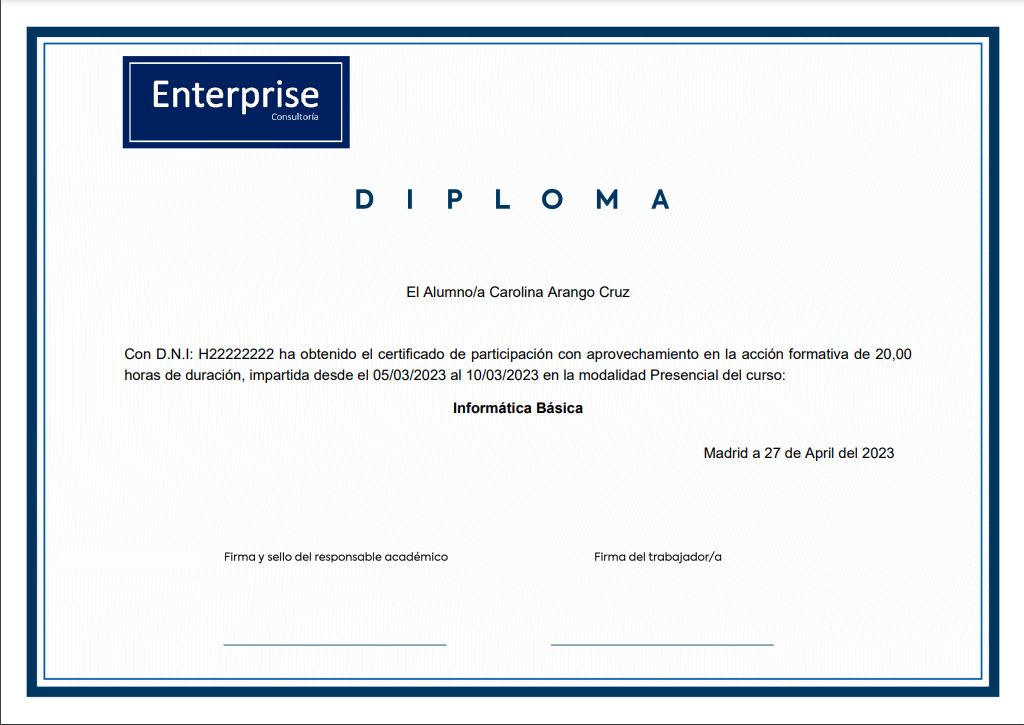 Enterprise
Consultoría
DIPLOMA
El Alumno/a Carolina Arango Cruz
Con D.N.I: H22222222 ha obtenido el certificado de participación con aprovechamiento en la acción formativa de 20,00
horas de duración, impartida desde el 05/03/2023 al 10/03/2023 en la modalidad Presencial del curso:
Informática Básica
Madrid a 27 de April del 2023
Firma y sello del responsable académico
Firma del trabajador/a